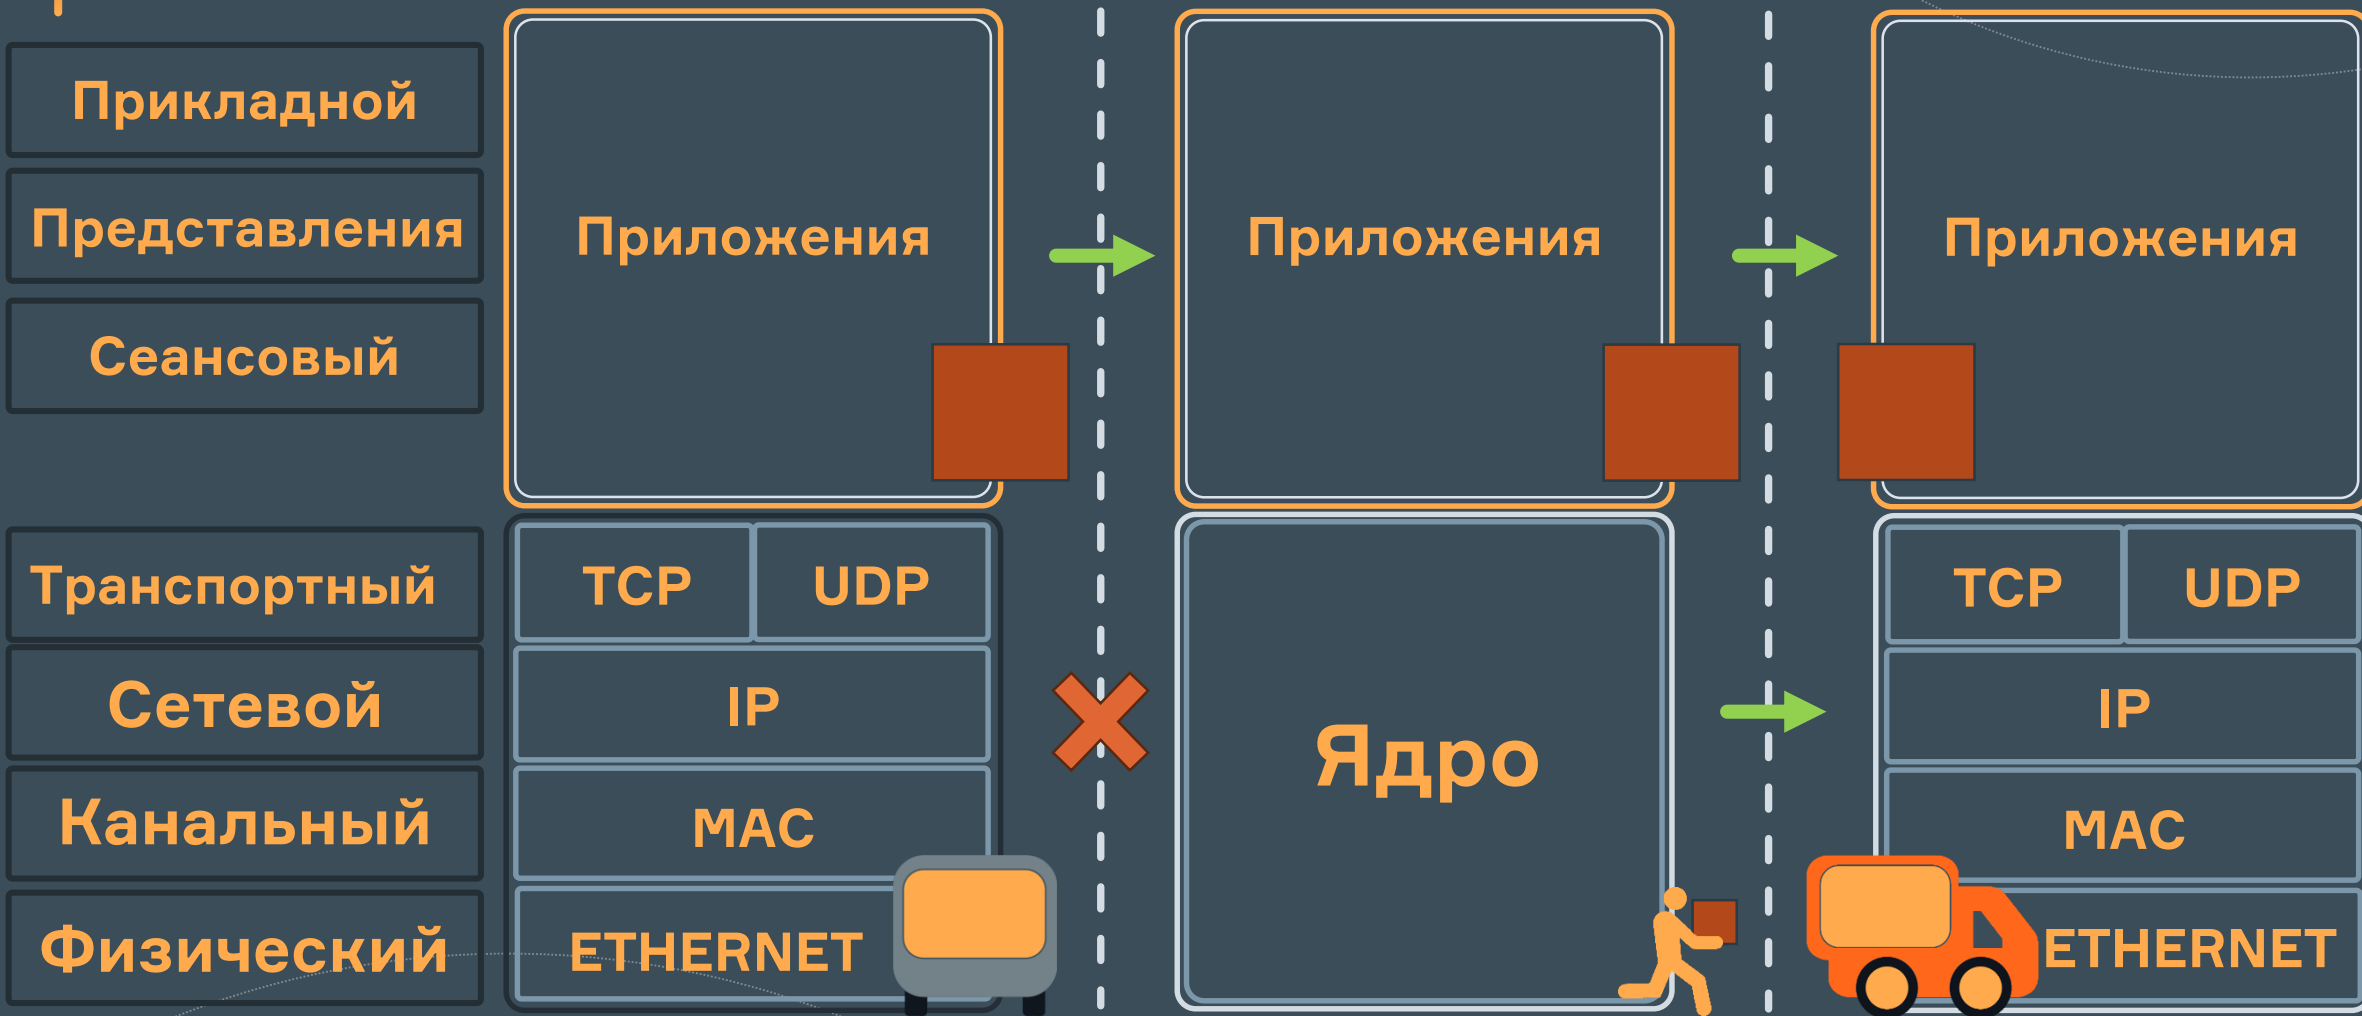 Прикладной
Представления
Сеансовый
Транспортный
Сетевой
Канальный
Физический
Приложения
TCP
UDP
IP
MAC
ETHERNET
Приложения
Ядро
Приложения
TCP
UDP
IP
MAC
ETHERNET